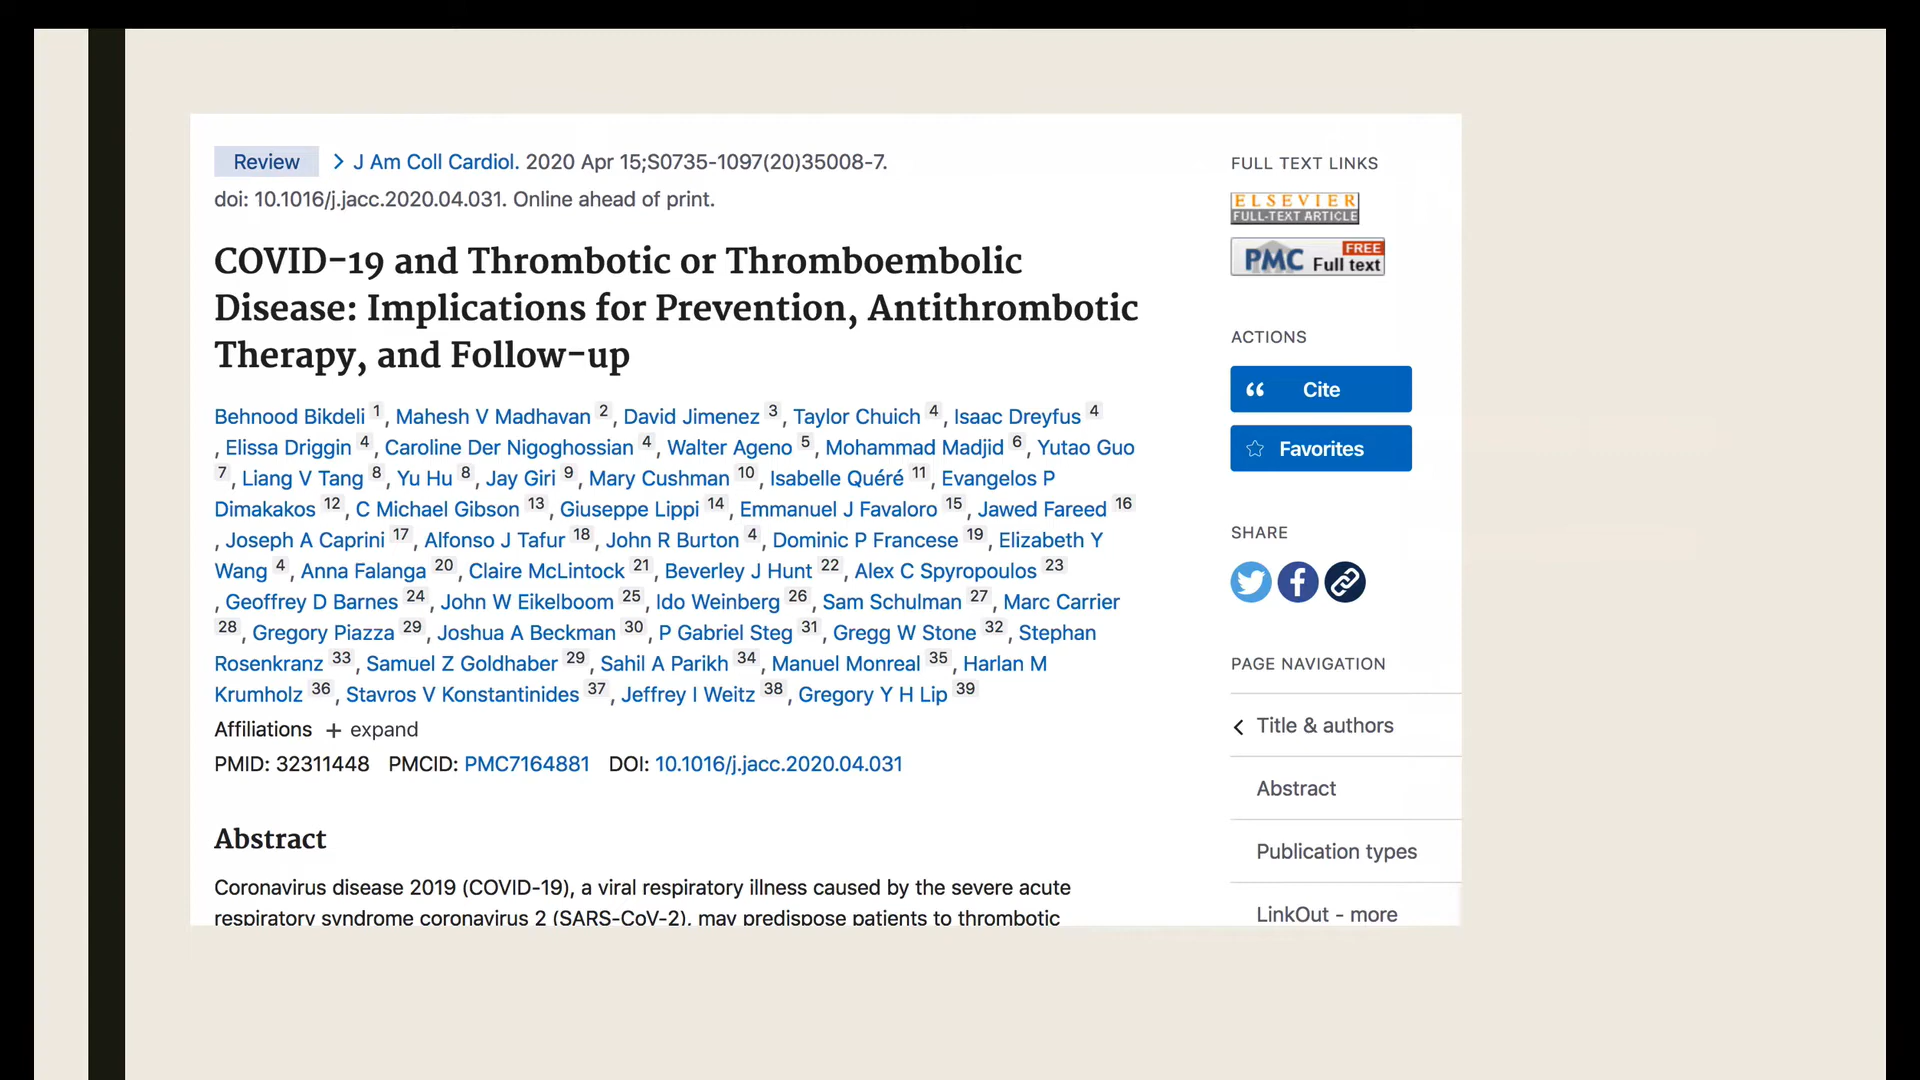 Review > J Am Coll Cardiol. 2020 Apr 15;S0735-1097(20)35008-7.
doi: 10.1016/j.jacc.2020.04.031. Online ahead of print.
COVID-19 and Thrombotic or Thromboembolic
Disease: Implications for Prevention, Antithrombotic
Therapy, and Follow-up
Behnood Bikdeli 1, Mahesh V Madhavan 2, David Jimenez 3, Taylor Chuich 4, Isaac Dreyfus 4
, Elissa Driggin 4, Caroline Der Nigoghossian 4, Walter Ageno 5, Mohammad Madjid 6, Yutao Guo
7, Liang V Tang 8, Yu Hu 8, Jay Giri 9, Mary Cushman 10, Isabelle Quéré 11, Evangelos P
Dimakakos 12, C Michael Gibson 13, Giuseppe Lippi 14, Emmanuel J Favaloro 15, Jawed Fareed 16
, Joseph A Caprini 17, Alfonso J Tafur 18, John R Burton 4, Dominic P Francese 19, Elizabeth Y
Wang 4, Anna Falanga 20, Claire McLintock 21, Beverley J Hunt 22, Alex C Spyropoulos 23
, Geoffrey D Barnes 24, John W Eikelboom 25, Ido Weinberg 26, Sam Schulman 27, Marc Carrier
28, Gregory Piazza 29, Joshua A Beckman 30, P Gabriel Steg 31, Gregg W Stone 32, Stephan
Rosenkranz 33, Samuel Z Goldhaber 29, Sahil A Parikh 34, Manuel Monreal 35, Harlan M
Krumholz 36, Stavros V Konstantinides 37, Jeffrey I Weitz 38, Gregory Y H Lip 39
Affiliations + expand
PMID: 32311448 PMCID: PMC7164881 DOI: 10.1016/j.jacc.2020.04.031
Abstract
Coronavirus disease 2019 (COVID-19), a viral respiratory illness caused by the severe acute
respiratory syndrome coronavirus 2 (SARS-CoV-2), may predispose patients to thrombotic
FULL TEXT LINKS
ELSEVIER
FULL-TEXT ARTICLE
PMC FREE
Full text
ACTIONS
Cite
Favorites
SHARE
PAGE NAVIGATION
Title & authors
Abstract
Publication types
LinkOut - more